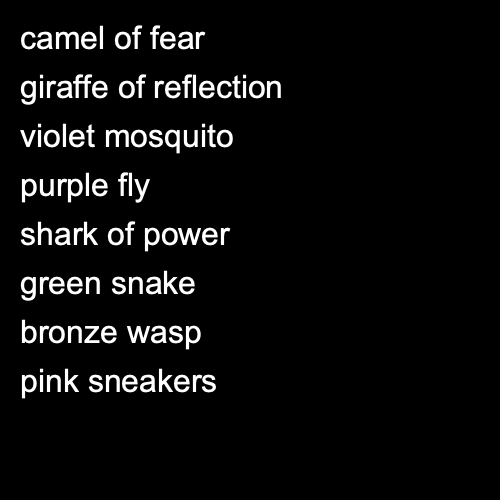 camel of fear
giraffe of reflection
violet mosquito
purple fly
shark of power
green snake
bronze wasp
pink sneakers